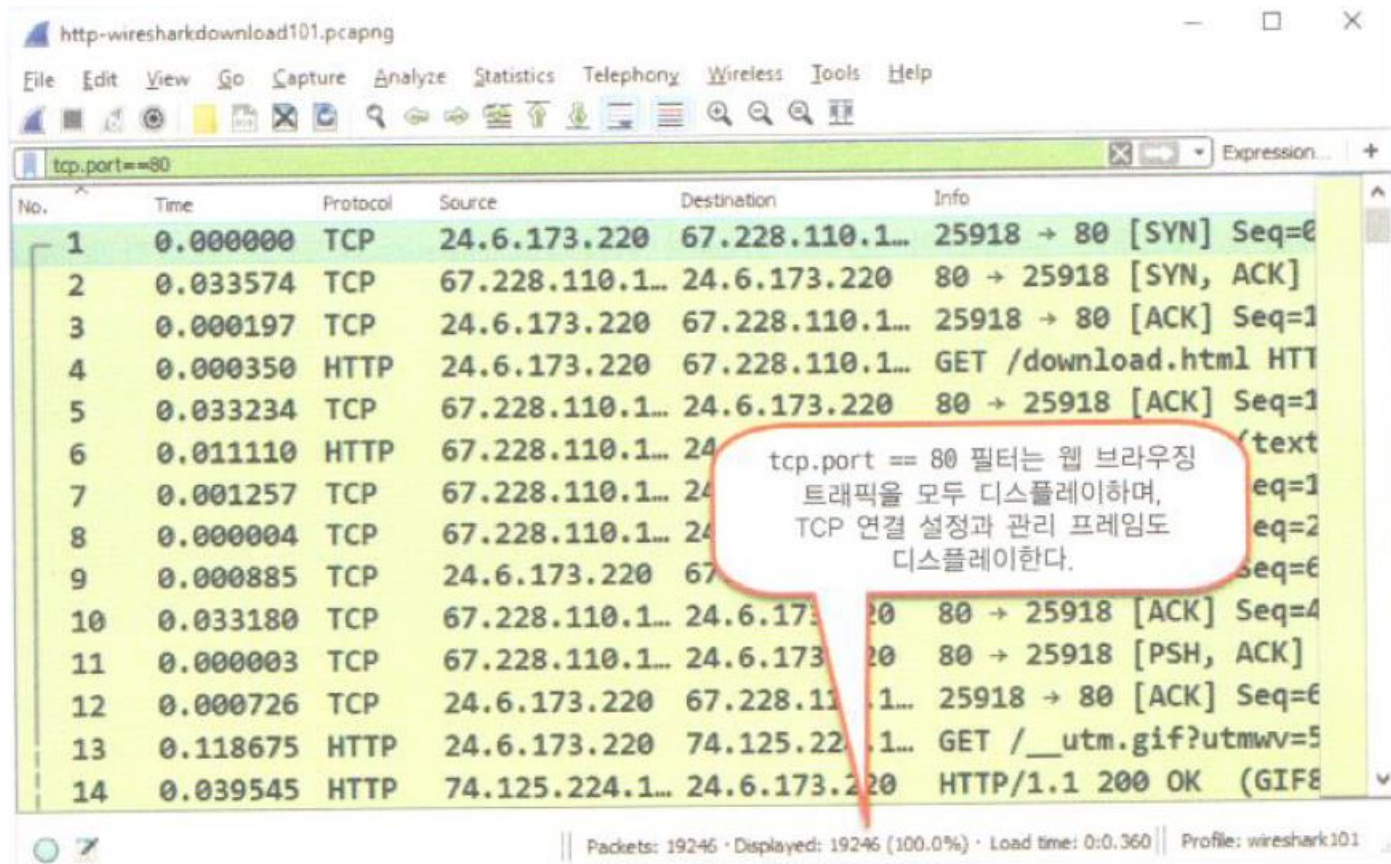 http-wiresharkdownload101.pcapng
File Edit View Go Capture Analyze Statistics Telephony Wireless Tools Help
tcp.port==80 Expression... +
No. Time Protocol Source Destination Info
1 0.000000 TCP 24.6.173.220 67.228.110.1… 25918 → 80 [SYN] Seq=0
2 0.033574 TCP 67.228.110.1… 24.6.173.220 80 → 25918 [SYN, ACK]
3 0.000197 TCP 24.6.173.220 67.228.110.1… 25918 → 80 [ACK] Seq=1
4 0.000350 HTTP 24.6.173.220 67.228.110.1… GET /download.html HTT
5 0.033234 TCP 67.228.110.1… 24.6.173.220 80 → 25918 [ACK] Seq=1
6 0.011110 HTTP 67.228.110.1… 24 (text
7 0.001257 TCP 67.228.110.1… 24 eq=1
8 0.000004 TCP 67.228.110.1… 24 eq=2
9 0.000885 TCP 24.6.173.220 67. Seq=6
10 0.033180 TCP 67.228.110.1… 24.6.173 20 80 → 25918 [ACK] Seq=4
11 0.000003 TCP 67.228.110.1… 24.6.173 20 80 → 25918 [PSH, ACK]
12 0.000726 TCP 24.6.173.220 67.228.11 .1… 25918 → 80 [ACK] Seq=6
13 0.118675 HTTP 24.6.173.220 74.125.22 .1… GET /__utm.gif?utmwv=5
14 0.039545 HTTP 74.125.224.1… 24.6.173.220 HTTP/1.1 200 OK (GIF8
tcp.port == 80 필터는 웹 브라우징
트래픽을 모두 디스플레이하며,
TCP 연결 설정과 관리 프레임도
디스플레이한다.
Packets: 19246 · Displayed: 19246 (100.0%) · Load time: 0:0.360 Profile: wireshark101